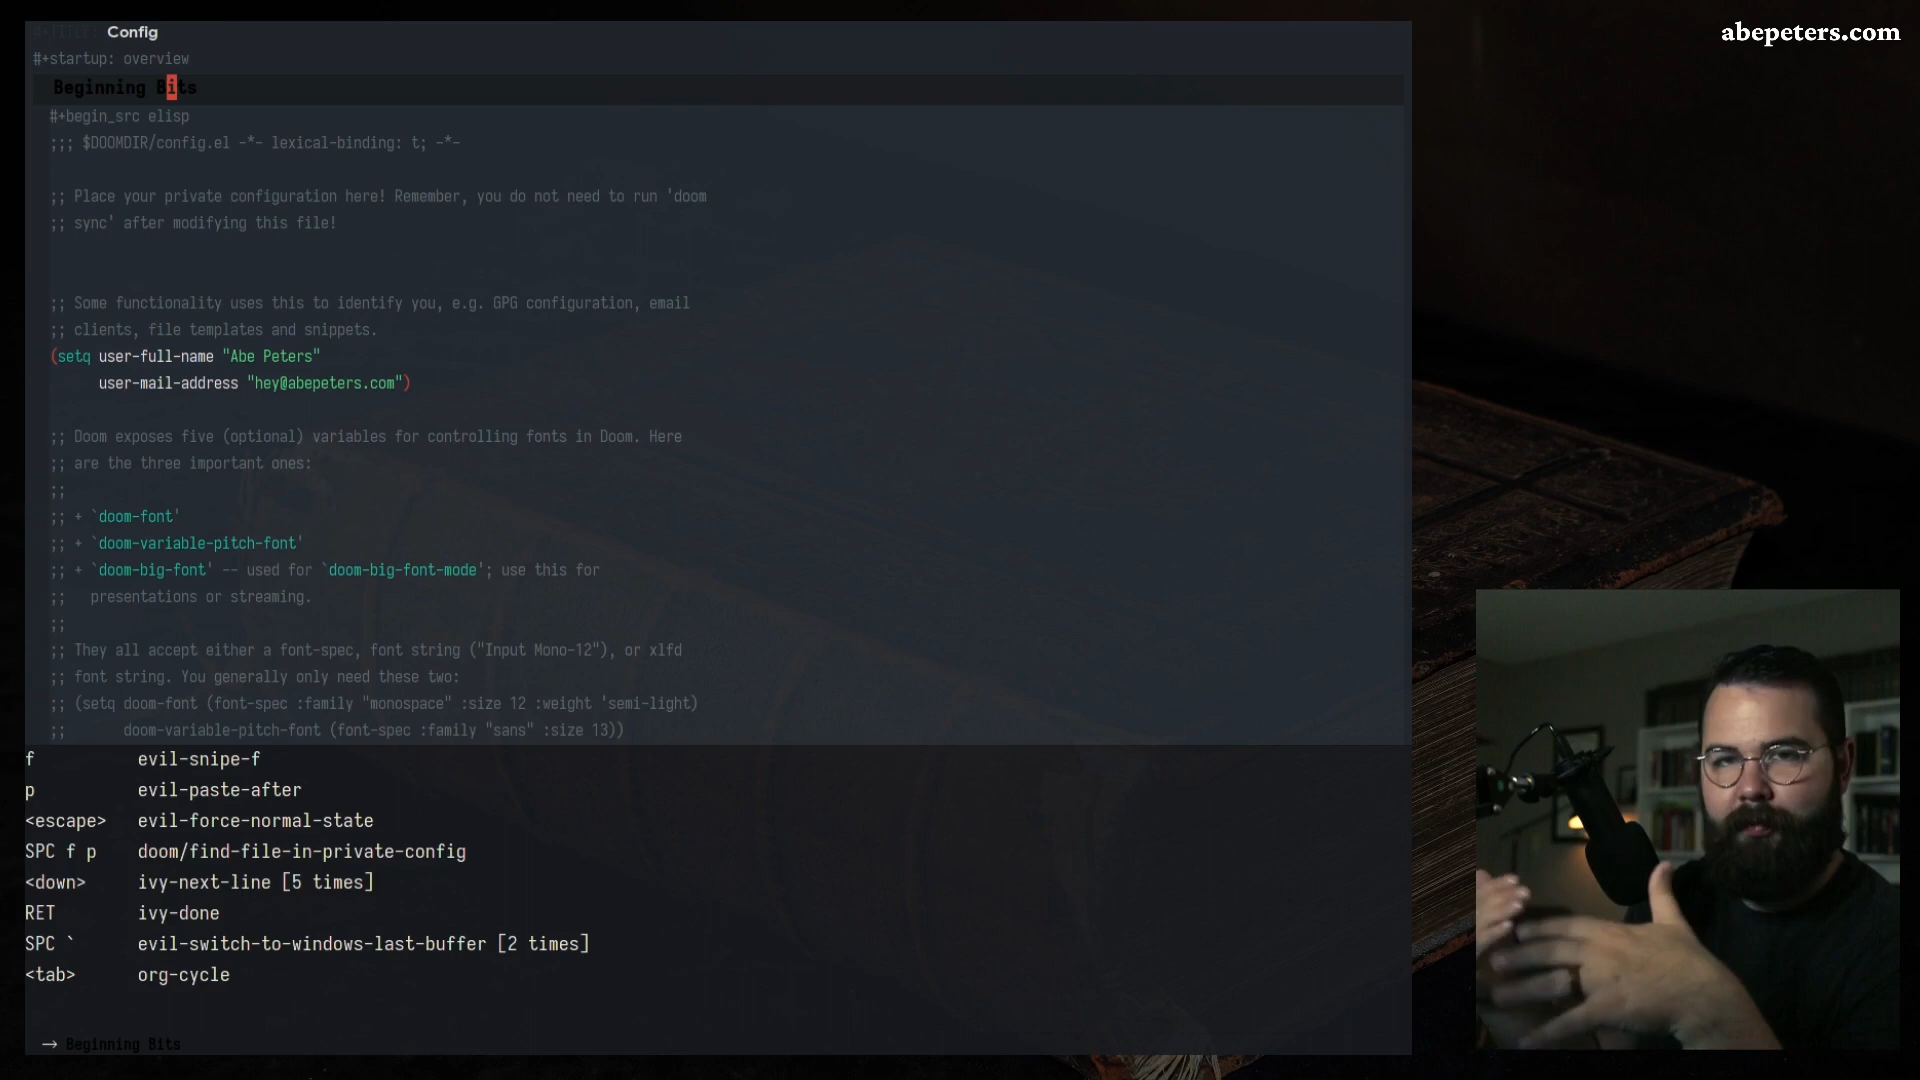 #+TITLE: Config
abepeters.com
#+startup: overview
Beginning Bits
#+begin_src elisp
;;; $DOOMDIR/config.el -*- lexical-binding: t; -*-
;; Place your private configuration here! Remember, you do not need to run 'doom
;; sync' after modifying this file!
;; Some functionality uses this to identify you, e.g. GPG configuration, email
;; clients, file templates and snippets.
(setq user-full-name "Abe Peters"
user-mail-address "hey@abepeters.com")
;; Doom exposes five (optional) variables for controlling fonts in Doom. Here
;; are the three important ones:
;;
;; + `doom-font'
;; + `doom-variable-pitch-font'
;; + `doom-big-font' -- used for `doom-big-font-mode'; use this for
;; presentations or streaming.
;;
;; They all accept either a font-spec, font string ("Input Mono-12"), or xlfd
;; font string. You generally only need these two:
;; (setq doom-font (font-spec :family "monospace" :size 12 :weight 'semi-light)
;; doom-variable-pitch-font (font-spec :family "sans" :size 13))
f evil-snipe-f
p evil-paste-after
<escape> evil-force-normal-state
SPC f p doom/find-file-in-private-config
<down> ivy-next-line [5 times]
RET ivy-done
SPC ` evil-switch-to-windows-last-buffer [2 times]
<tab> org-cycle
→ Beginning Bits